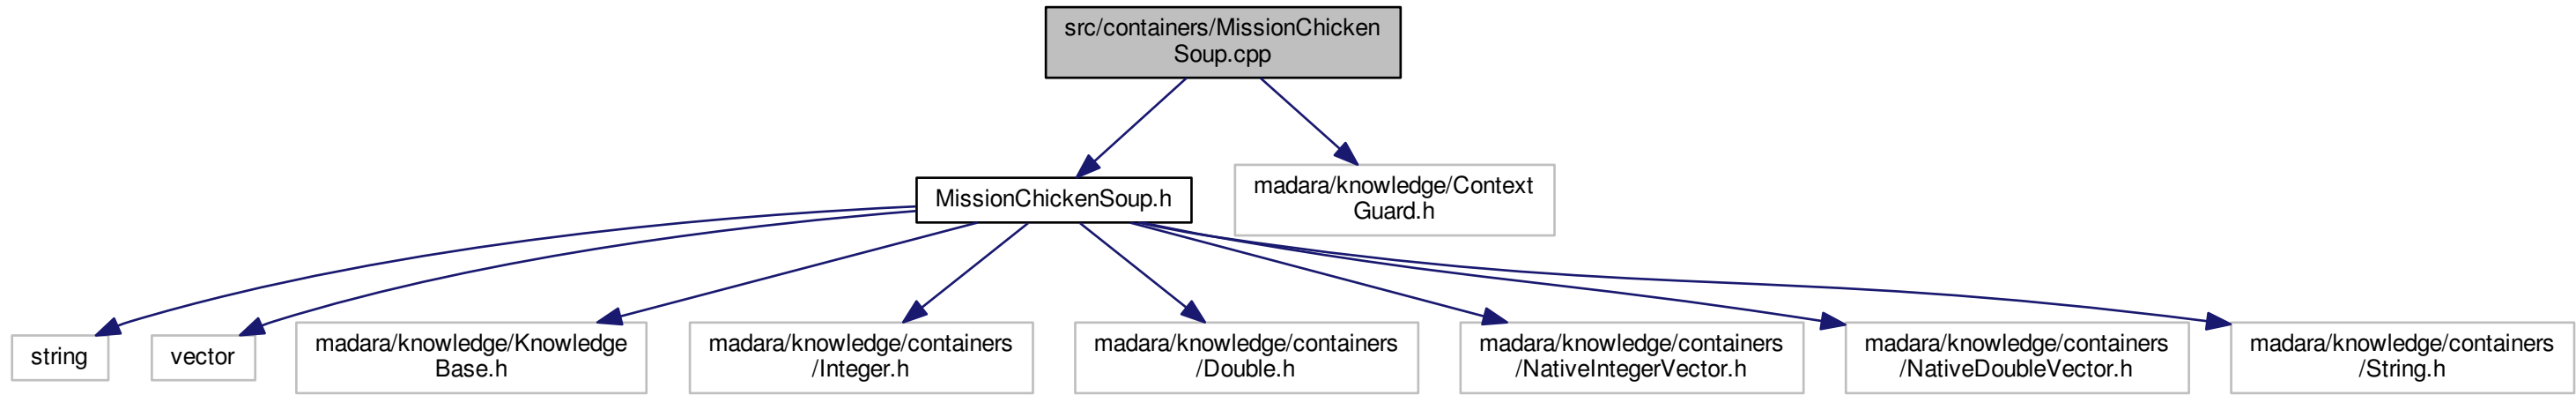 src/containers/MissionChicken
Soup.cpp
MissionChickenSoup.h
madara/knowledge/Context
Guard.h
string
vector
madara/knowledge/Knowledge
Base.h
madara/knowledge/containers
/Integer.h
madara/knowledge/containers
/Double.h
madara/knowledge/containers
/NativeIntegerVector.h
madara/knowledge/containers
/NativeDoubleVector.h
madara/knowledge/containers
/String.h